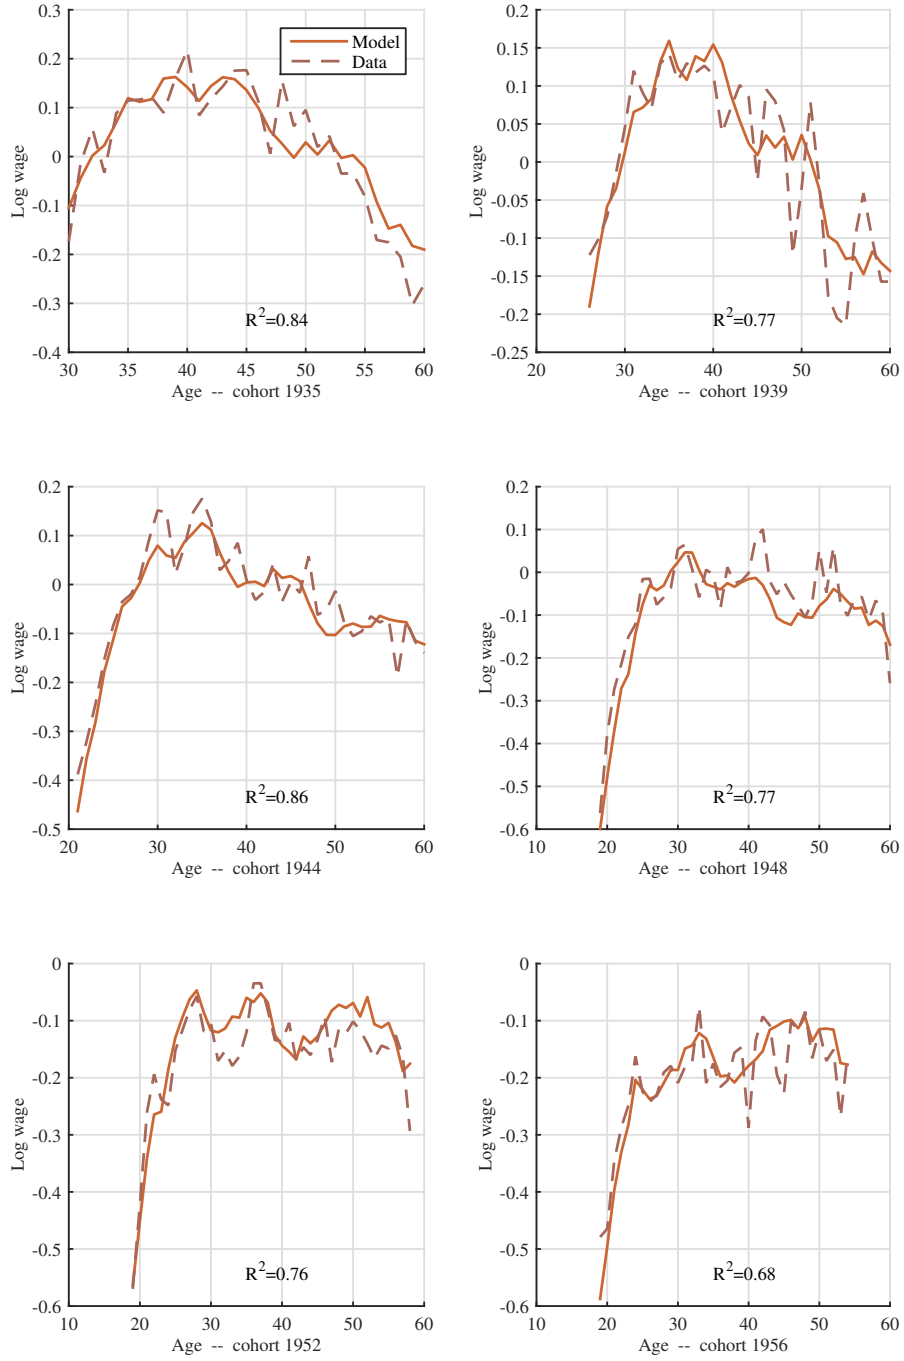 0.3
0.2
0.1
0
-0.1
-0.2
-0.3
-0.4
Log wage
Model
Data
R²=0.84
30 35 40 45 50 55 60
Age -- cohort 1935
0.2
0.15
0.1
0.05
0
-0.05
-0.1
-0.15
-0.2
-0.25
Log wage
R²=0.77
20 30 40 50 60
Age -- cohort 1939
0.2
0.1
0
-0.1
-0.2
-0.3
-0.4
-0.5
Log wage
R²=0.86
20 30 40 50 60
Age -- cohort 1944
0.2
0.1
0
-0.1
-0.2
-0.3
-0.4
-0.5
-0.6
Log wage
R²=0.77
10 20 30 40 50 60
Age -- cohort 1948
0
-0.1
-0.2
-0.3
-0.4
-0.5
-0.6
Log wage
R²=0.76
10 20 30 40 50 60
Age -- cohort 1952
0
-0.1
-0.2
-0.3
-0.4
-0.5
-0.6
Log wage
R²=0.68
10 20 30 40 50 60
Age -- cohort 1956